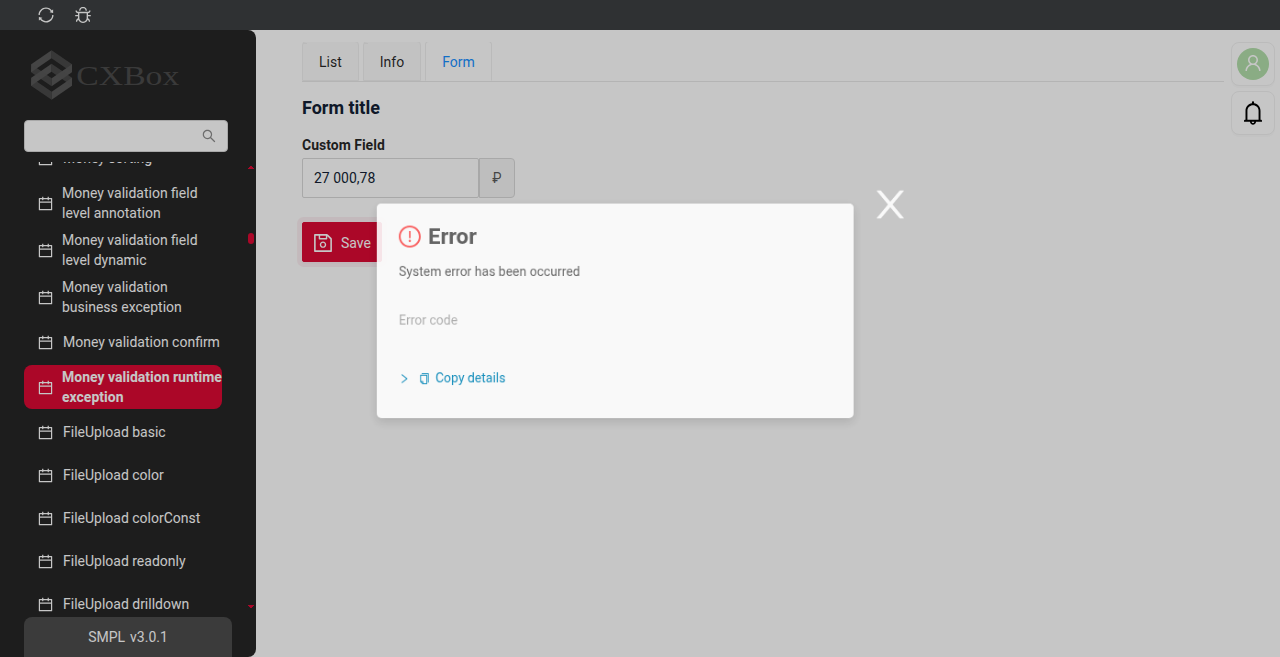 CXBox
Money sorting
Money validation field
level annotation
Money validation field
level dynamic
Money validation
business exception
Money validation confirm
Money validation runtime
exception
FileUpload basic
FileUpload color
FileUpload colorConst
FileUpload readonly
FileUpload drilldown
SMPL v3.0.1
List
Info
Form
Form title
Custom Field
27 000,78
₽
Save
X
Error
System error has been occurred
Error code
Copy details